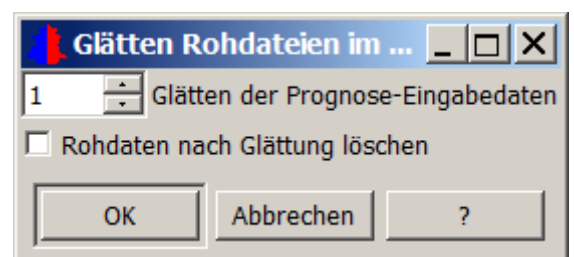 Glätten Rohdateien im ...
1 Glätten der Prognose-Eingabedaten
Rohdaten nach Glättung löschen
OK Abbrechen ?